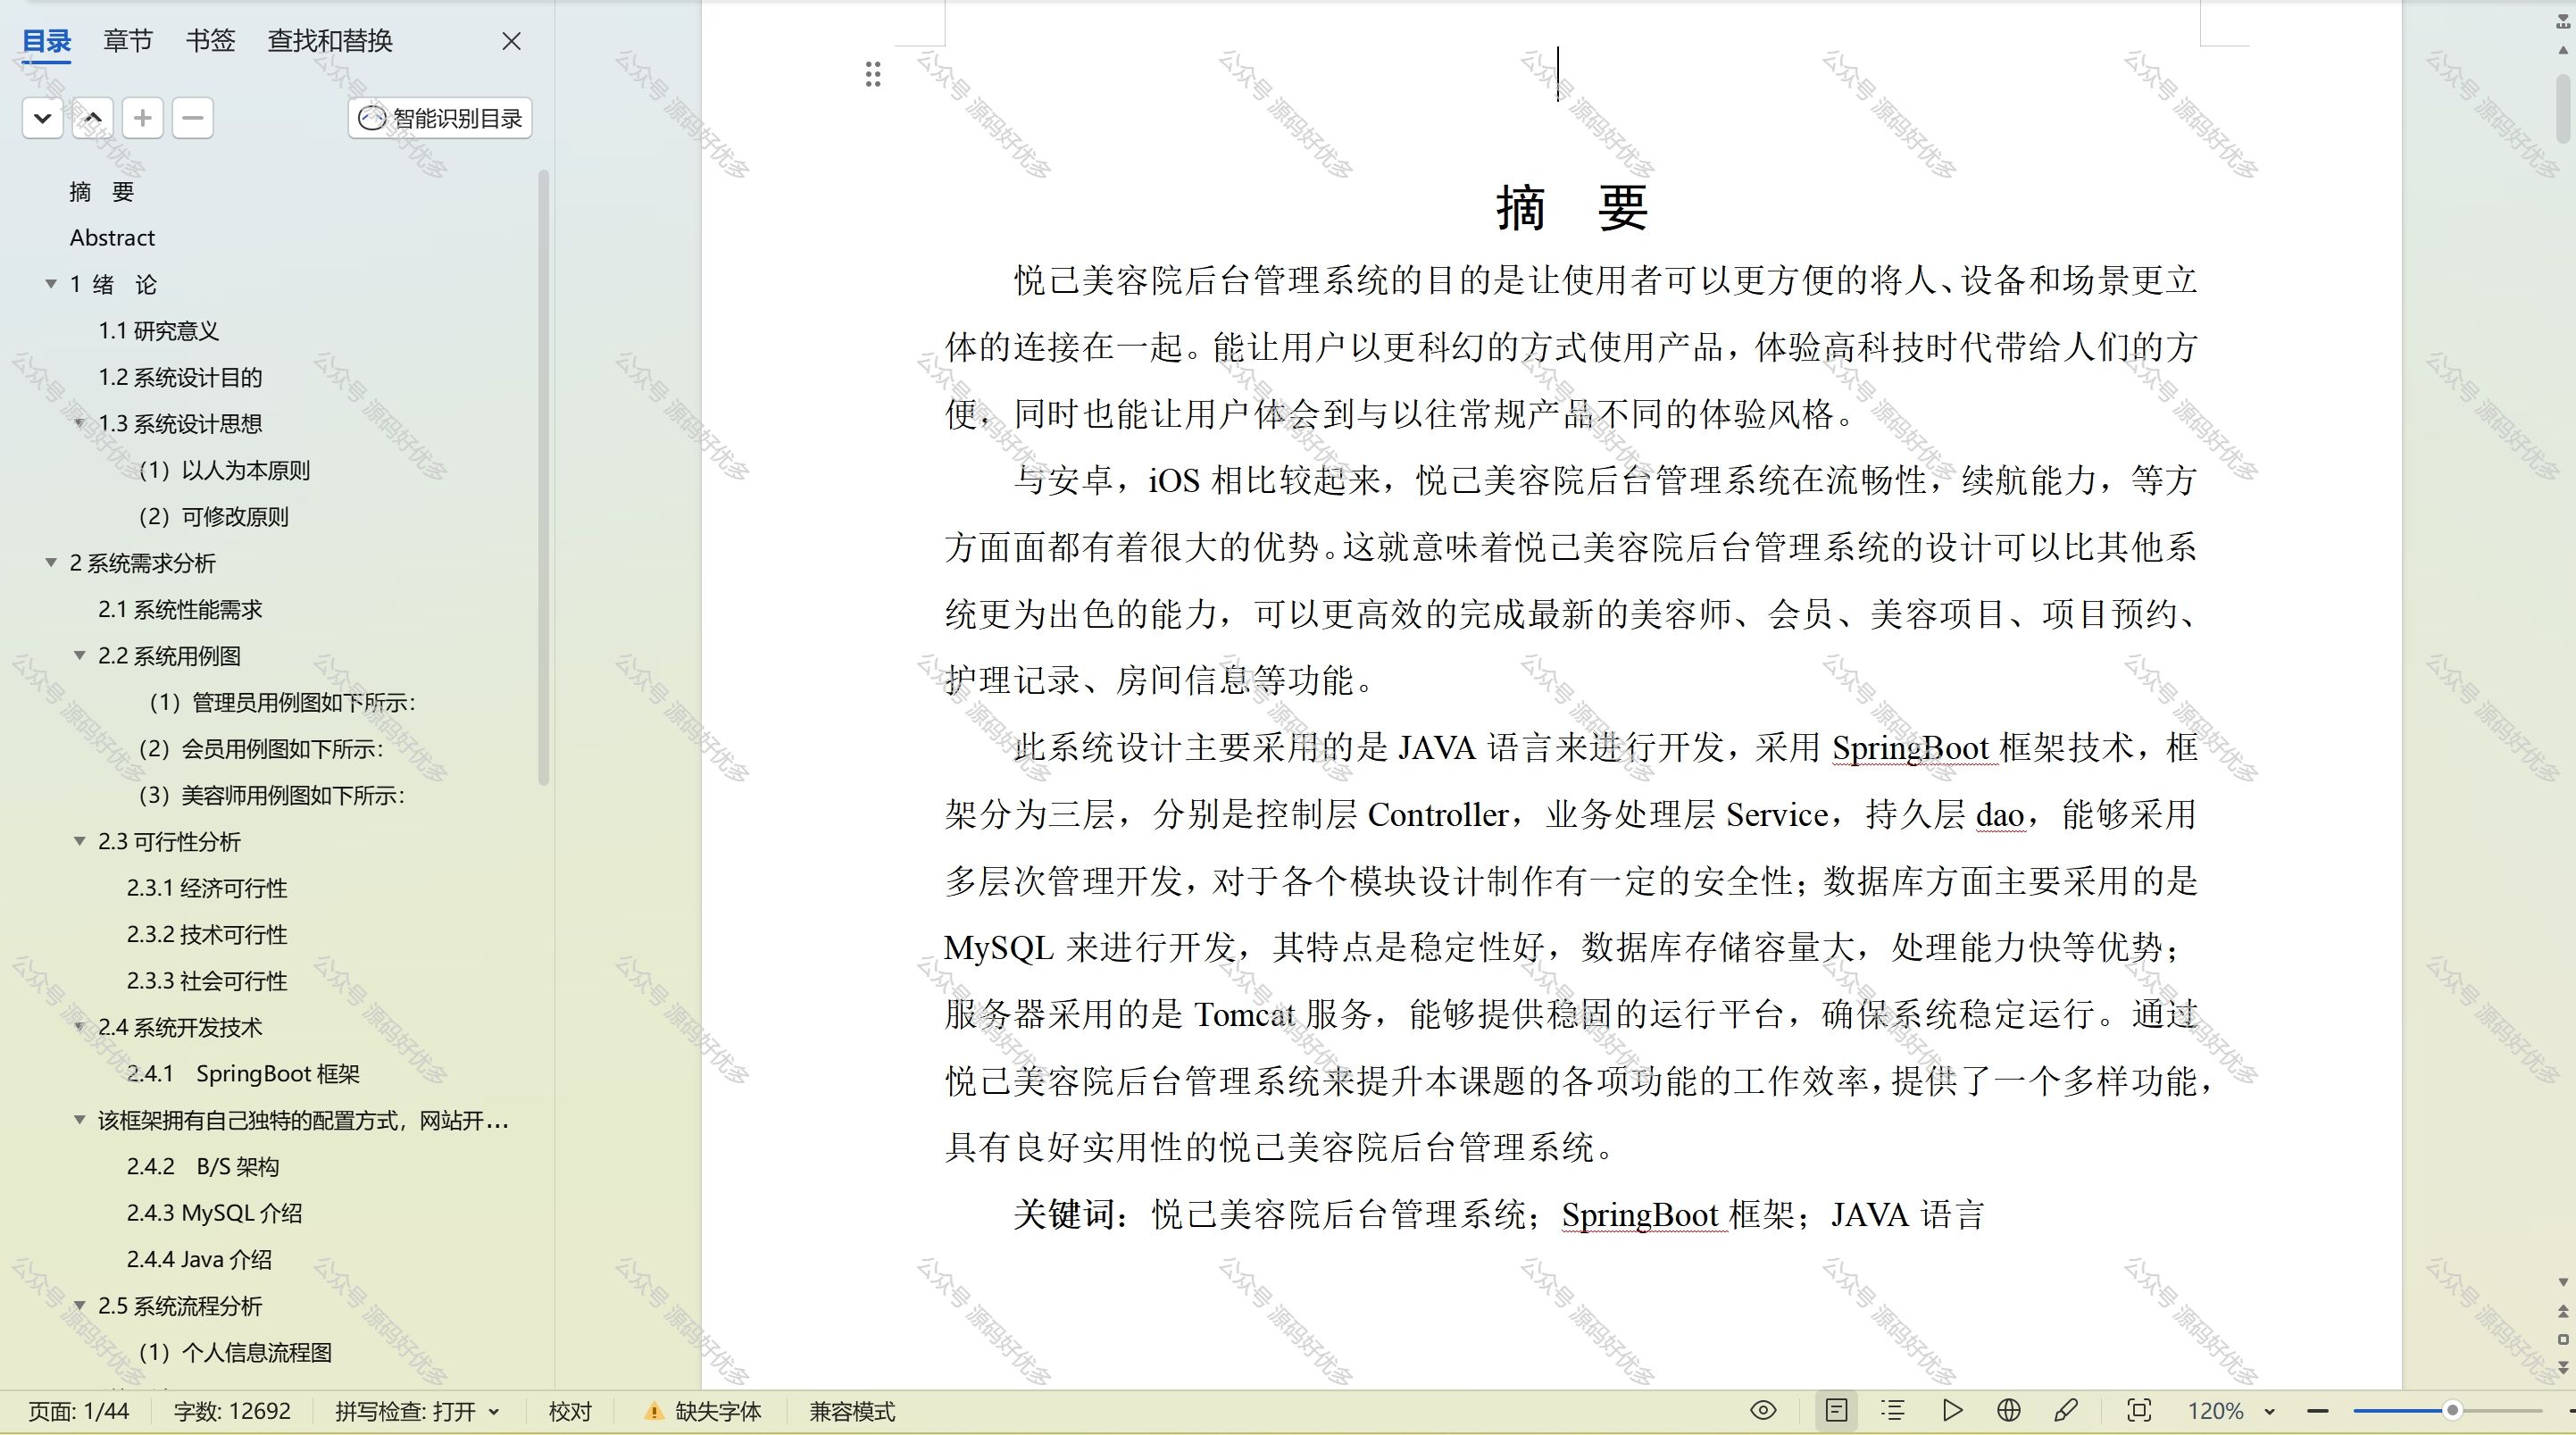 目录 章节 书签 查找和替换
智能识别目录
摘 要
Abstract
1 绪 论
1.1 研究意义
1.2 系统设计目的
1.3 系统设计思想
（1）以人为本原则
（2）可修改原则
2 系统需求分析
2.1 系统性能需求
2.2 系统用例图
（1）管理员用例图如下所示：
（2）会员用例图如下所示：
（3）美容师用例图如下所示：
2.3 可行性分析
2.3.1 经济可行性
2.3.2 技术可行性
2.3.3 社会可行性
2.4 系统开发技术
2.4.1 SpringBoot 框架
该框架拥有自己独特的配置方式，网站开...
2.4.2 B/S 架构
2.4.3 MySQL 介绍
2.4.4 Java 介绍
2.5 系统流程分析
（1）个人信息流程图
摘 要
悦己美容院后台管理系统的目的是让使用者可以更方便的将人、设备和场景更立
体的连接在一起。能让用户以更科幻的方式使用产品，体验高科技时代带给人们的方
便，同时也能让用户体会到与以往常规产品不同的体验风格。
与安卓，iOS 相比较起来，悦己美容院后台管理系统在流畅性，续航能力，等方
方面面都有着很大的优势。这就意味着悦己美容院后台管理系统的设计可以比其他系
统更为出色的能力，可以更高效的完成最新的美容师、会员、美容项目、项目预约、
护理记录、房间信息等功能。
此系统设计主要采用的是 JAVA 语言来进行开发，采用 SpringBoot 框架技术，框
架分为三层，分别是控制层 Controller，业务处理层 Service，持久层 dao，能够采用
多层次管理开发，对于各个模块设计制作有一定的安全性；数据库方面主要采用的是
MySQL 来进行开发，其特点是稳定性好，数据库存储容量大，处理能力快等优势；
服务器采用的是 Tomcat 服务，能够提供稳固的运行平台，确保系统稳定运行。通过
悦己美容院后台管理系统来提升本课题的各项功能的工作效率，提供了一个多样功能，
具有良好实用性的悦己美容院后台管理系统。
关键词：悦己美容院后台管理系统；SpringBoot 框架；JAVA 语言
页面: 1/44 字数: 12692 拼写检查: 打开 校对 缺失字体 兼容模式 120%
公众号 源码好优多